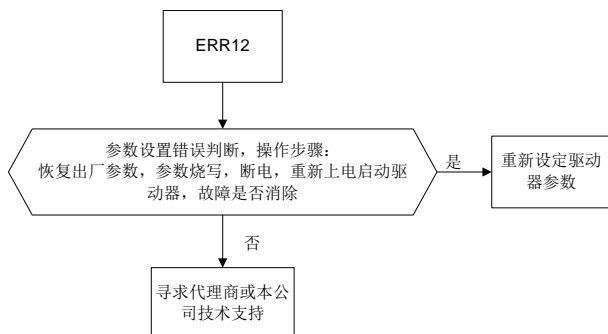 ERR12
参数设置错误判断，操作步骤：
恢复出厂参数，参数烧写，断电，重新上电启动驱
动器，故障是否消除
是
重新设定驱动
器参数
否
寻求代理商或本公
司技术支持